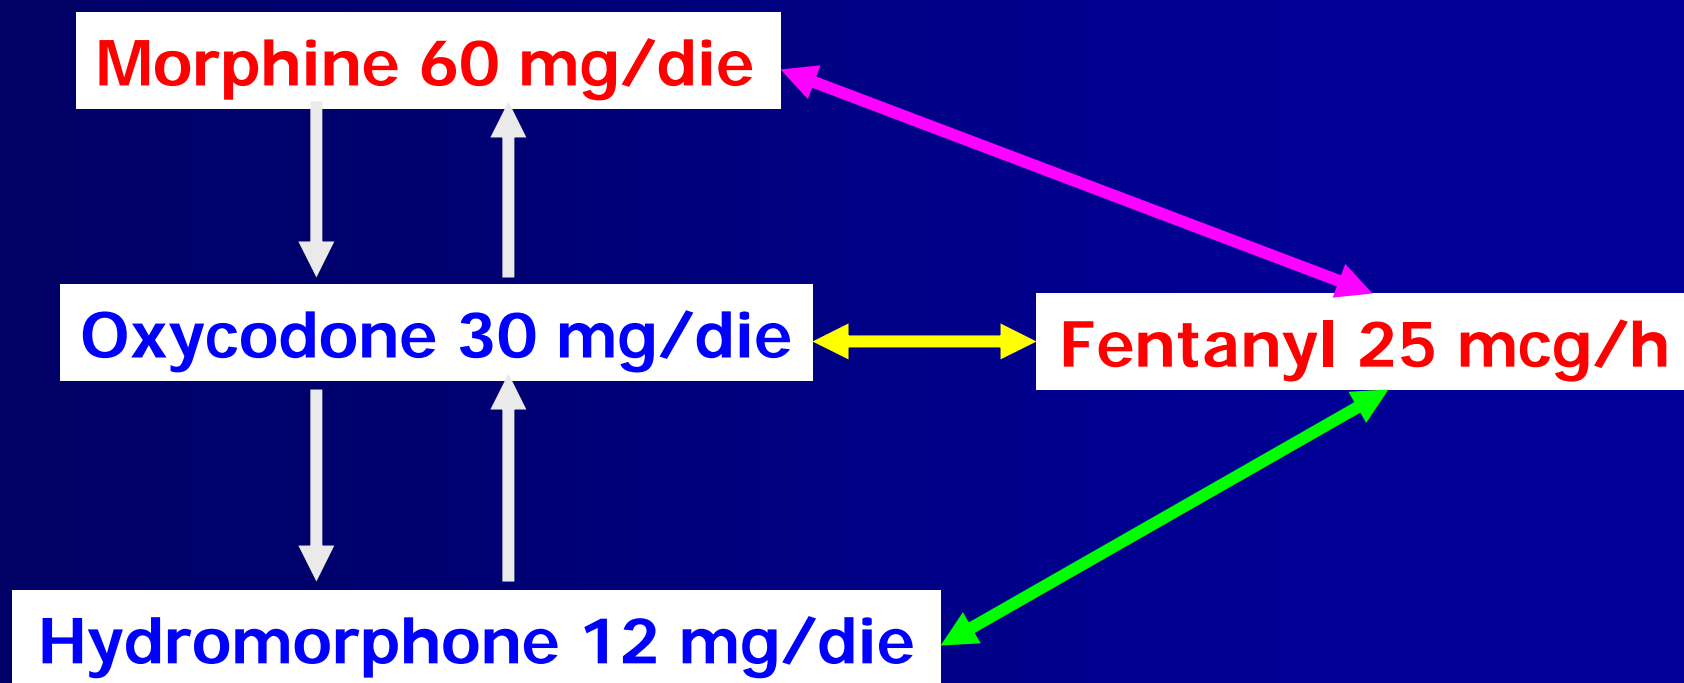 Morphine 60 mg/die
Oxycodone 30 mg/die
Fentanyl 25 mcg/h
Hydromorphone 12 mg/die